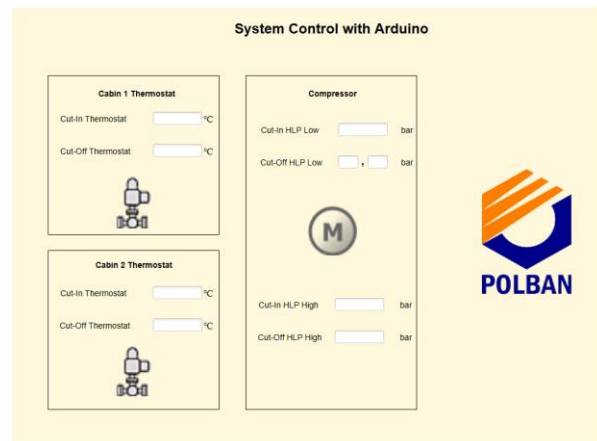 System Control with Arduino
Cabin 1 Thermostat
Cut-In Thermostat °C
Cut-Off Thermostat °C
Cabin 2 Thermostat
Cut-In Thermostat °C
Cut-Off Thermostat °C
Compressor
Cut-In HLP Low bar
Cut-Off HLP Low , bar
M
Cut-In HLP High bar
Cut-Off HLP High bar
POLBAN